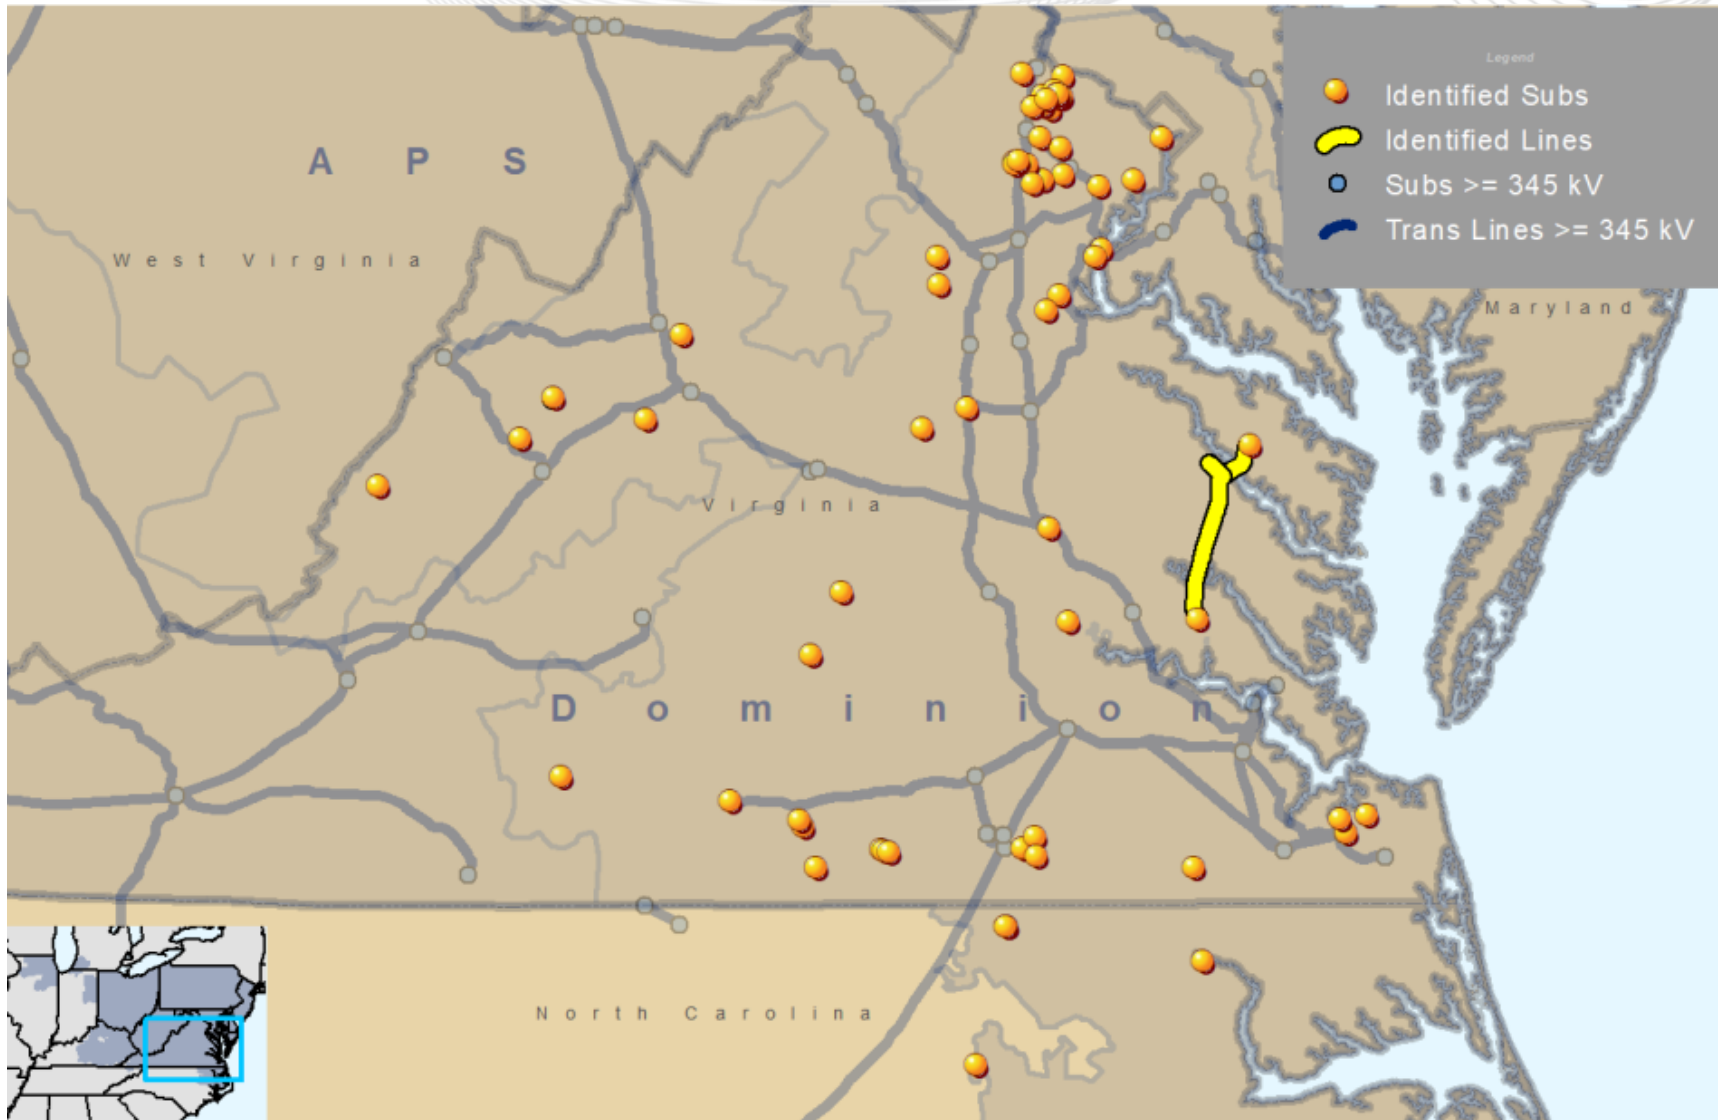 Legend
Identified Subs
Identified Lines
Subs >= 345 kV
Trans Lines >= 345 kV
APS
West Virginia
Maryland
Virginia
Dominion
North Carolina